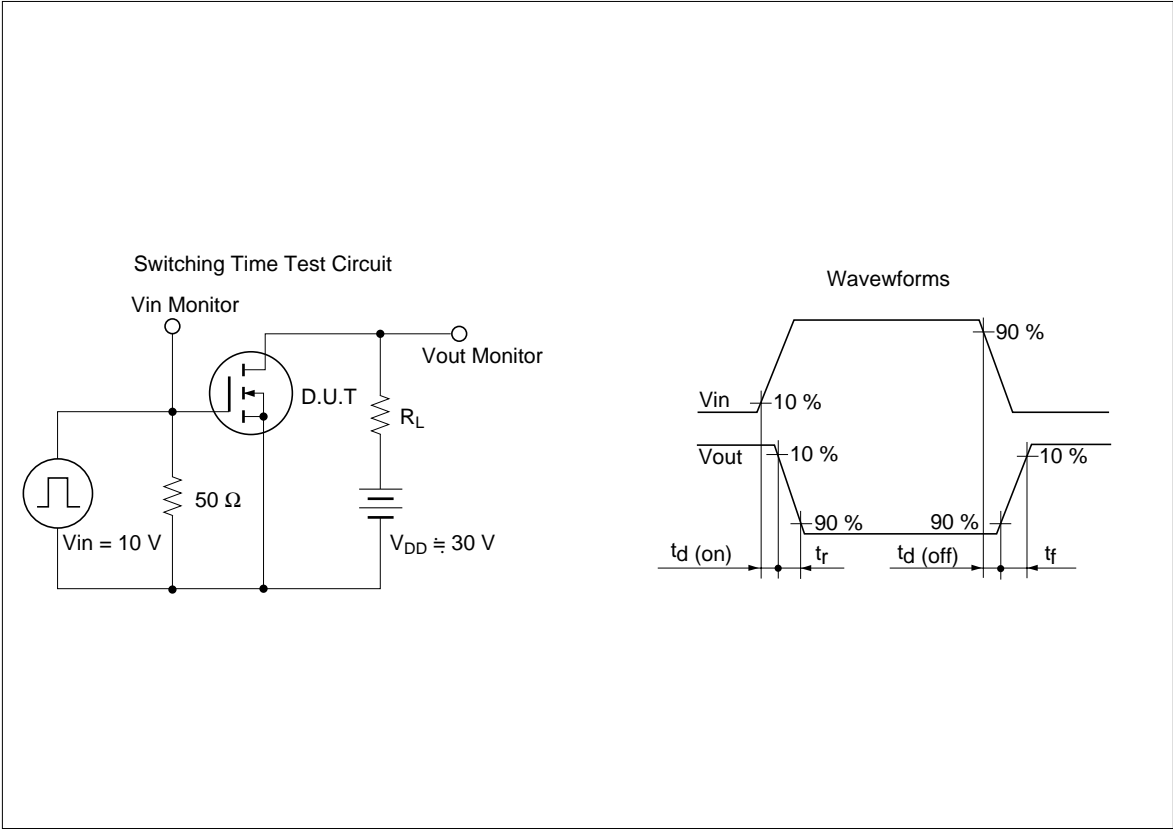 Switching Time Test Circuit
Vin Monitor
Vout Monitor
D.U.T
RL
50 Ω
Vin = 10 V
VDD ≒ 30 V
Wavewforms
90 %
Vin
10 %
Vout
10 %
10 %
90 %
90 %
td (on)
tr
td (off)
tf